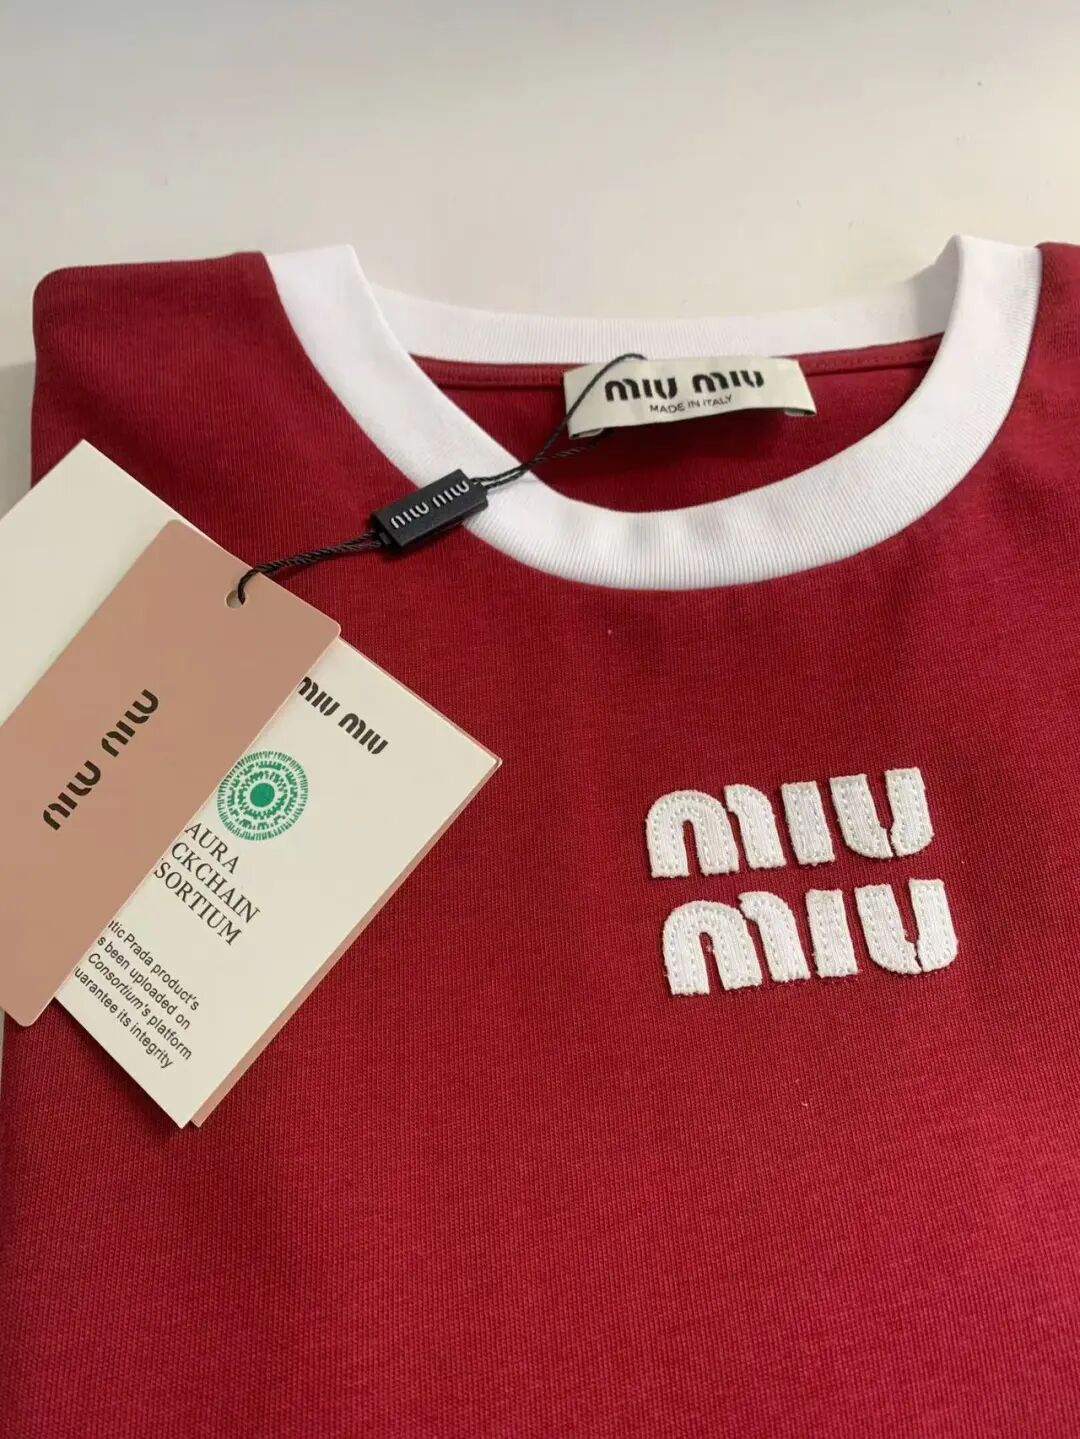 MIU MIU
MADE IN ITALY
MIU MIU
MIU MIU
MIU MIU
AURA
CKCHAIN
SORTIUM
ntic Prada product's
s been uploaded on
Consortium's platform
uarantee its integrity
MIU
MIU